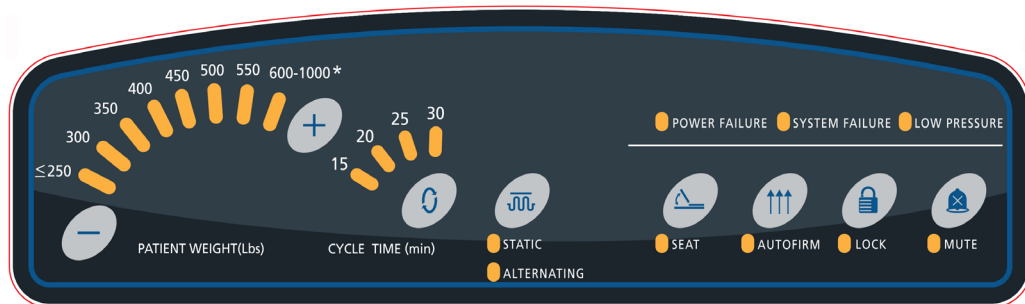 ≤250
300
350
400
450
500
550
600-1000*
+
−
PATIENT WEIGHT(Lbs)
15
20
25
30
CYCLE TIME (min)
STATIC
ALTERNATING
POWER FAILURE SYSTEM FAILURE LOW PRESSURE
SEAT AUTOFIRM LOCK MUTE